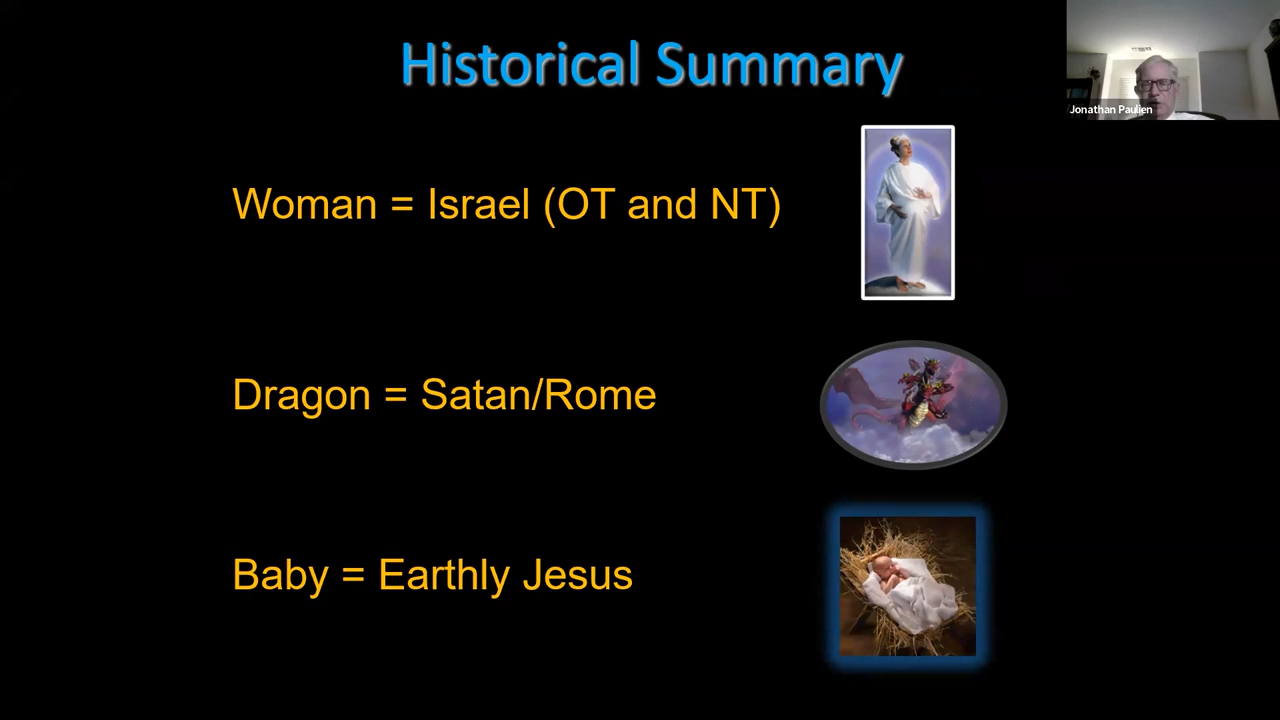 Historical Summary
Jonathan Paulien
Woman = Israel (OT and NT)
Dragon = Satan/Rome
Baby = Earthly Jesus